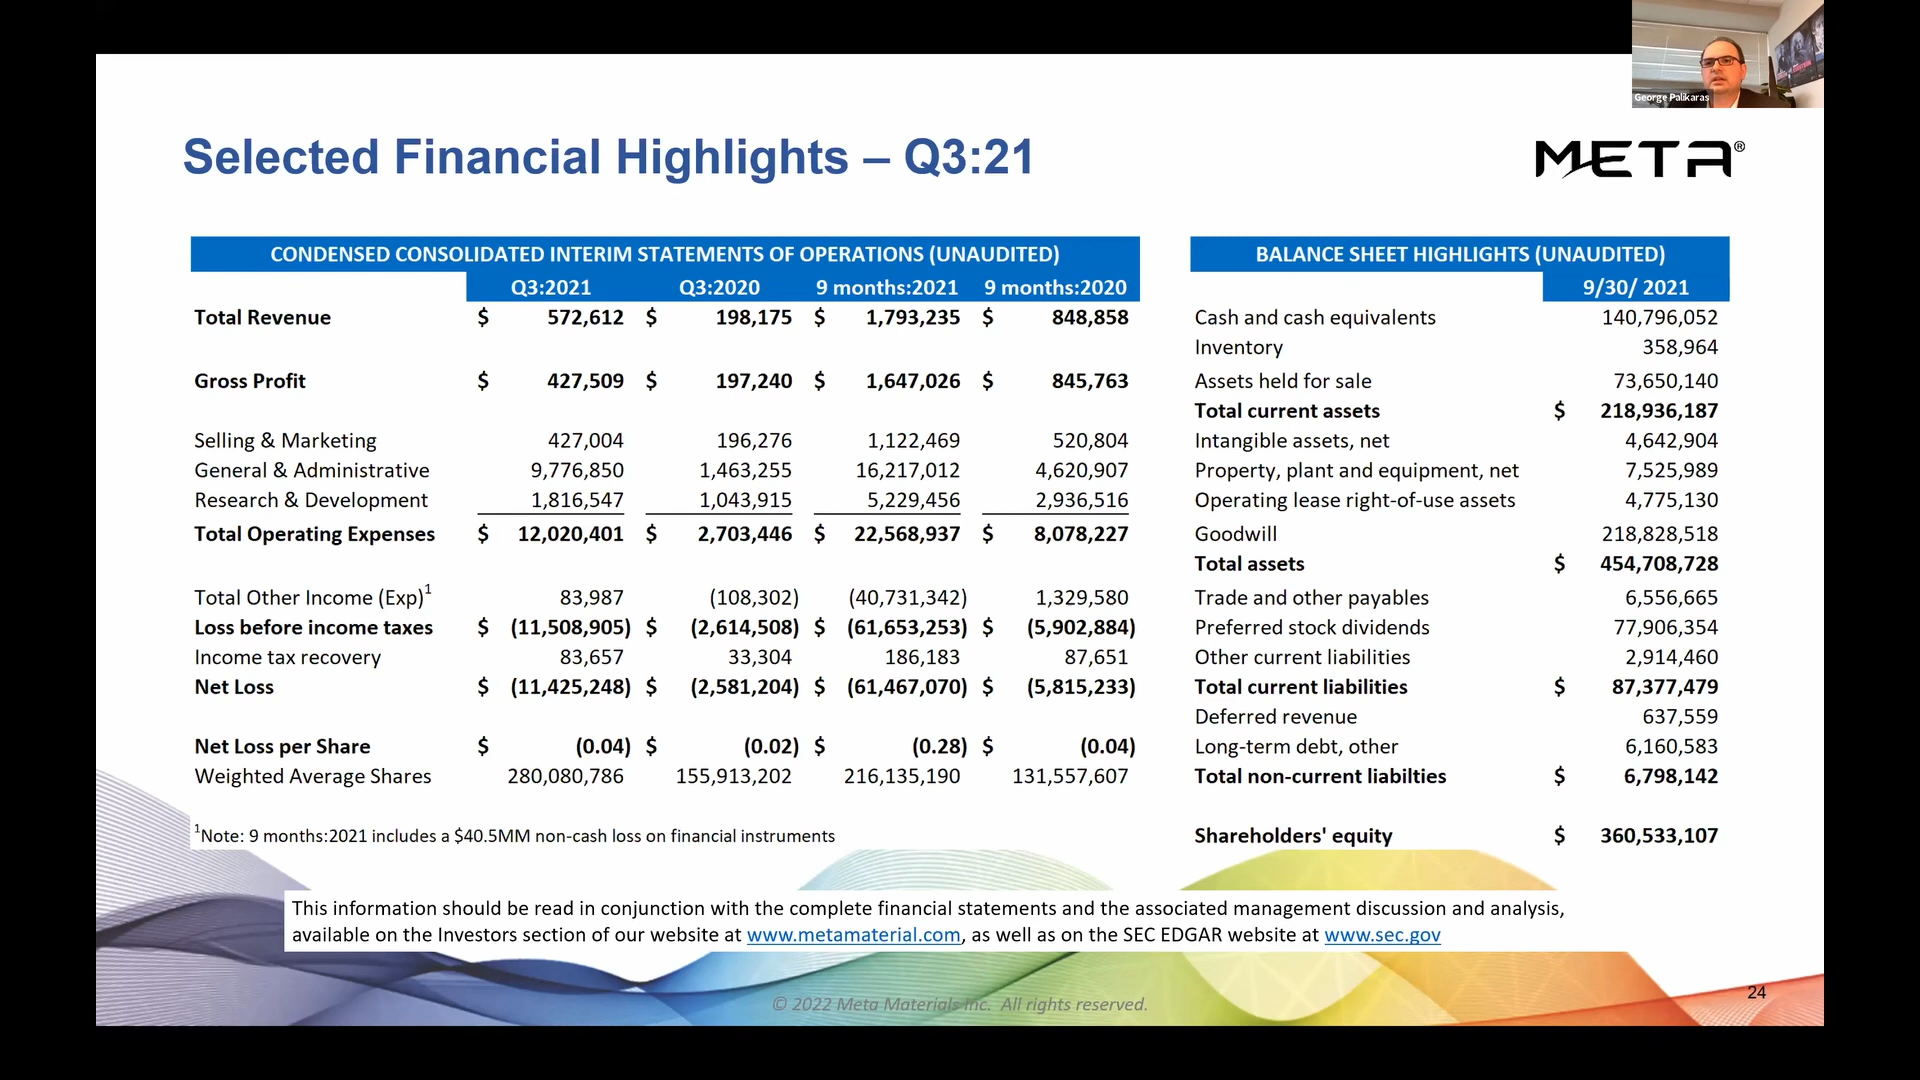 George Palikaras
Selected Financial Highlights – Q3:21
META®
CONDENSED CONSOLIDATED INTERIM STATEMENTS OF OPERATIONS (UNAUDITED)
Q3:2021 Q3:2020 9 months:2021 9 months:2020
Total Revenue $ 572,612 $ 198,175 $ 1,793,235 $ 848,858
Gross Profit $ 427,509 $ 197,240 $ 1,647,026 $ 845,763
Selling & Marketing 427,004 196,276 1,122,469 520,804
General & Administrative 9,776,850 1,463,255 16,217,012 4,620,907
Research & Development 1,816,547 1,043,915 5,229,456 2,936,516
Total Operating Expenses $ 12,020,401 $ 2,703,446 $ 22,568,937 $ 8,078,227
Total Other Income (Exp)1 83,987 (108,302) (40,731,342) 1,329,580
Loss before income taxes $ (11,508,905) $ (2,614,508) $ (61,653,253) $ (5,902,884)
Income tax recovery 83,657 33,304 186,183 87,651
Net Loss $ (11,425,248) $ (2,581,204) $ (61,467,070) $ (5,815,233)
Net Loss per Share $ (0.04) $ (0.02) $ (0.28) $ (0.04)
Weighted Average Shares 280,080,786 155,913,202 216,135,190 131,557,607
1Note: 9 months:2021 includes a $40.5MM non-cash loss on financial instruments
BALANCE SHEET HIGHLIGHTS (UNAUDITED)
9/30/ 2021
Cash and cash equivalents 140,796,052
Inventory 358,964
Assets held for sale 73,650,140
Total current assets $ 218,936,187
Intangible assets, net 4,642,904
Property, plant and equipment, net 7,525,989
Operating lease right-of-use assets 4,775,130
Goodwill 218,828,518
Total assets $ 454,708,728
Trade and other payables 6,556,665
Preferred stock dividends 77,906,354
Other current liabilities 2,914,460
Total current liabilities $ 87,377,479
Deferred revenue 637,559
Long-term debt, other 6,160,583
Total non-current liabilties $ 6,798,142
Shareholders' equity $ 360,533,107
This information should be read in conjunction with the complete financial statements and the associated management discussion and analysis,
available on the Investors section of our website at www.metamaterial.com, as well as on the SEC EDGAR website at www.sec.gov
© 2022 Meta Materials Inc. All rights reserved.
24